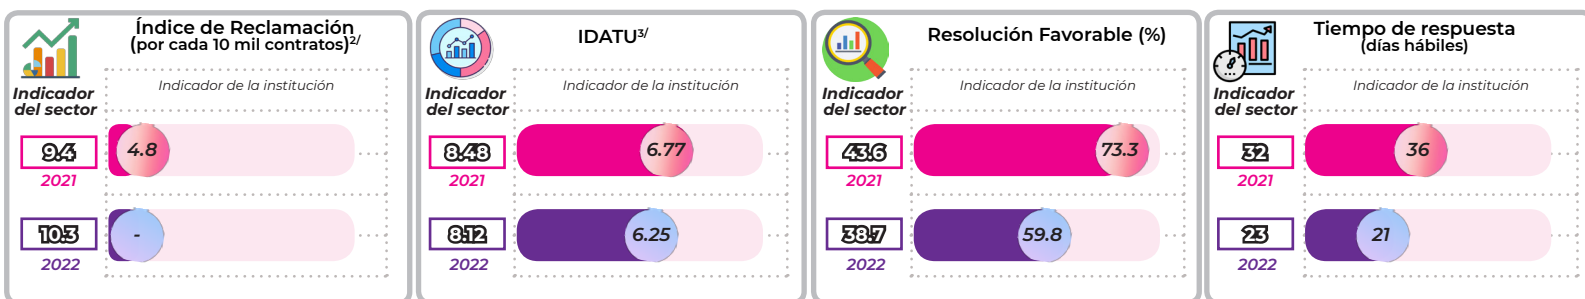 Índice de Reclamación
(por cada 10 mil contratos)2/
Indicador de la institución
Indicador
del sector
9.4
4.8
2021
10.3
-
2022
IDATU3/
Indicador de la institución
Indicador
del sector
8.48
6.77
2021
8.12
6.25
2022
Resolución Favorable (%)
Indicador de la institución
Indicador
del sector
43.6
73.3
2021
38.7
59.8
2022
Tiempo de respuesta
(días hábiles)
Indicador de la institución
Indicador
del sector
32
36
2021
23
21
2022